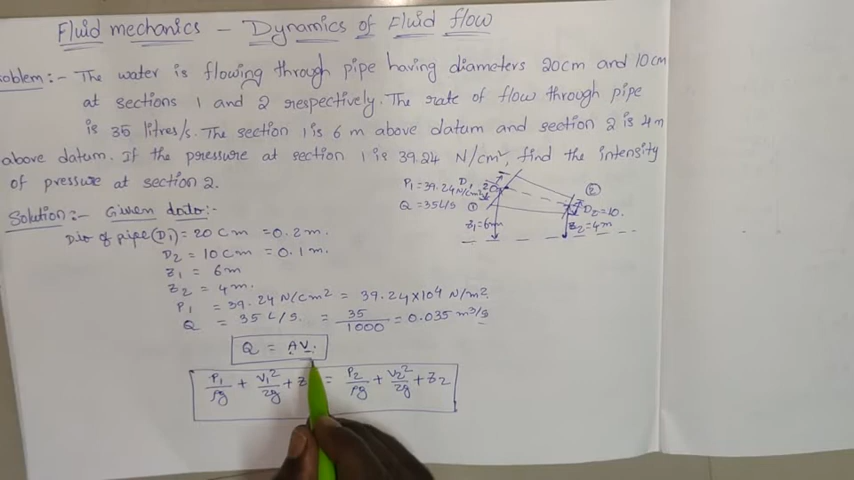 Fluid mechanics - Dynamics of Fluid flow
oblem :- The water is flowing through pipe having diameters 20cm and 10cm
at sections 1 and 2 respectively. The rate of flow through pipe
is 35 litres/s. The section 1 is 6 m above datum and section 2 is 4m
above datum. If the pressure at section 1 is 39.24 N/cm², find the intensity
of pressure at section 2.
P1 = 39.24 N/cm²
Q = 35L/s
D1
①
②
Z1=6m
D2=10.
Z2=4m
Solution :- Given data :-
Dia of pipe (D1) = 20 cm = 0.2m.
D2 = 10 cm = 0.1 m.
Z1 = 6m
Z2 = 4m.
P1 = 39.24 N/cm² = 39.24×10⁴ N/m²
Q = 35 L/s. = 35/1000 = 0.035 m³/s
Q = AV.
P1/ρg + V1²/2g + Z = P2/ρg + V2²/2g + Z2